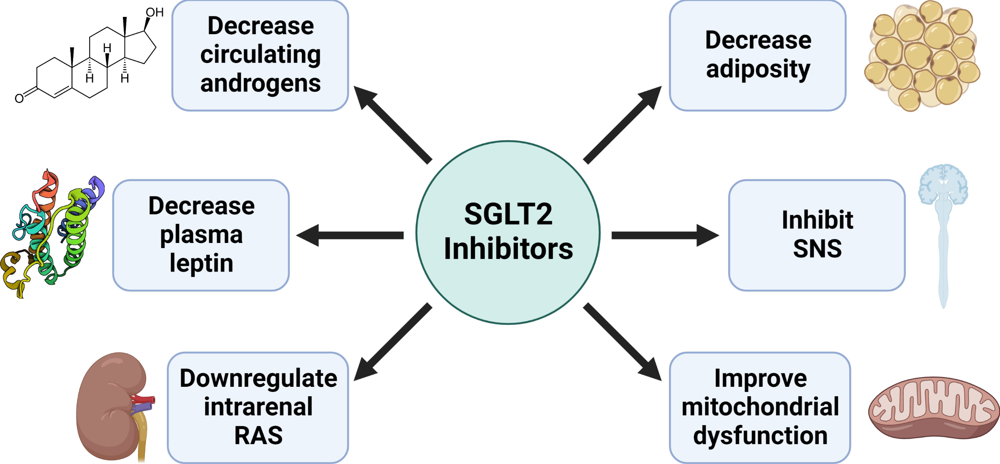 OH
H
H
H
O
Decrease
circulating
androgens
Decrease
adiposity
Decrease
plasma
leptin
SGLT2
Inhibitors
Inhibit
SNS
Downregulate
intrarenal
RAS
Improve
mitochondrial
dysfunction